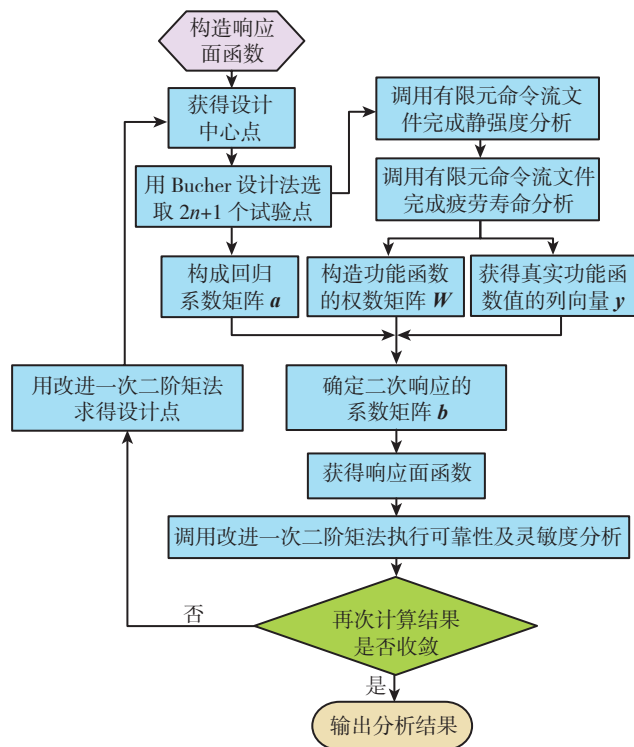 构造响应
面函数
获得设计
中心点
用 Bucher 设计法选
取 2n+1 个试验点
调用有限元命令流文
件完成静强度分析
调用有限元命令流文件
完成疲劳寿命分析
构成回归
系数矩阵 a
构造功能函数
的权数矩阵 W
获得真实功能函
数值的列向量 y
用改进一次二阶矩法
求得设计点
确定二次响应的
系数矩阵 b
获得响应面函数
调用改进一次二阶矩法执行可靠性及灵敏度分析
否
再次计算结果
是否收敛
是
输出分析结果